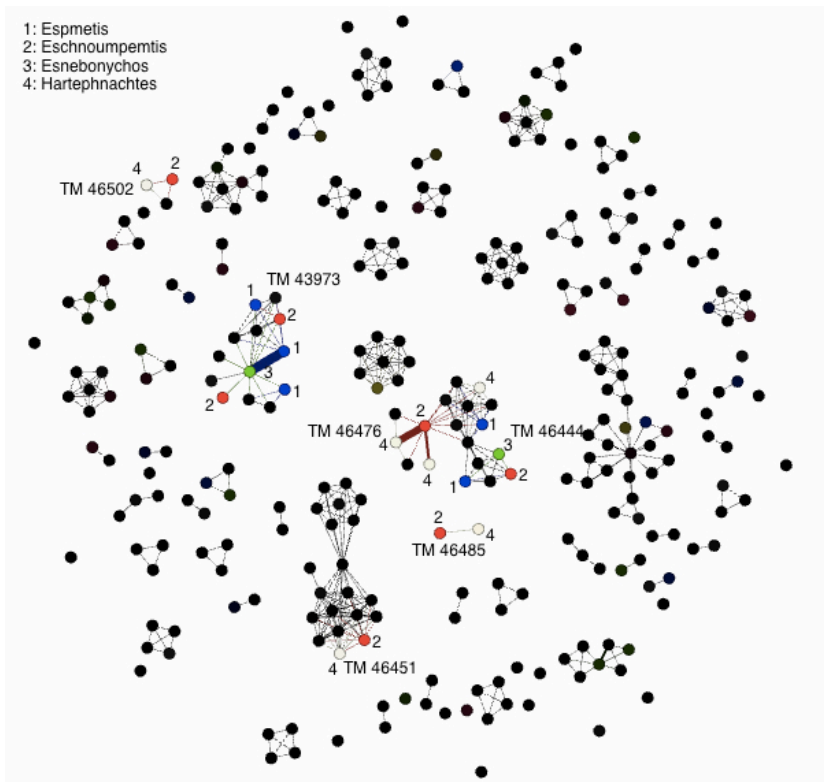 1: Espmetis
2: Eschnoumpemtis
3: Esnebonychos
4: Hartephnachtes
4
2
TM 46502
TM 43973
1
2
1
3
1
2
4
2
TM 46476
1
TM 46444
4
3
4
2
1
2
4
TM 46485
2
4 TM 46451